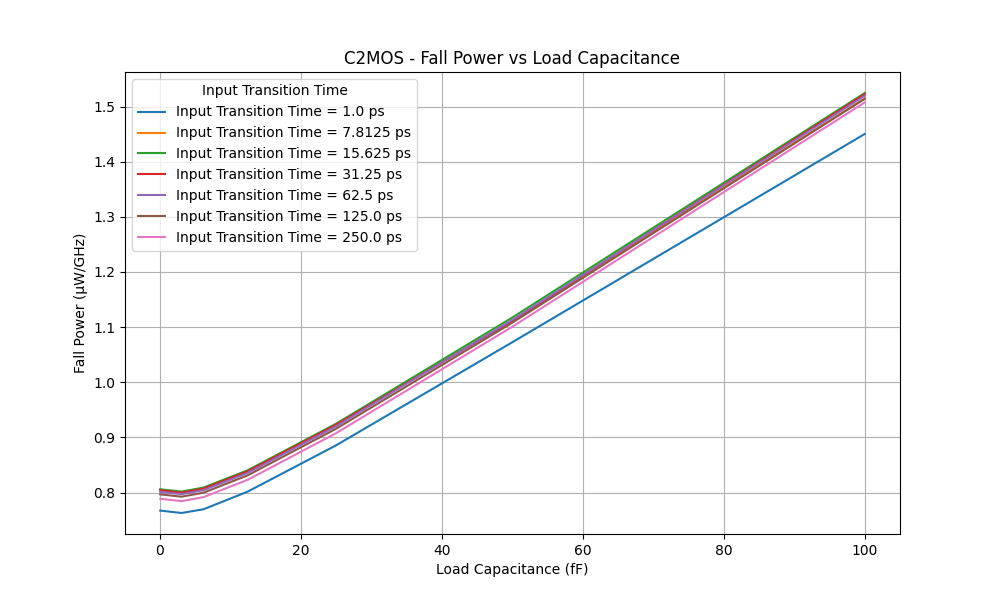 C2MOS - Fall Power vs Load Capacitance
Input Transition Time
Input Transition Time = 1.0 ps
Input Transition Time = 7.8125 ps
Input Transition Time = 15.625 ps
Input Transition Time = 31.25 ps
Input Transition Time = 62.5 ps
Input Transition Time = 125.0 ps
Input Transition Time = 250.0 ps
Fall Power (μW/GHz)
1.5
1.4
1.3
1.2
1.1
1.0
0.9
0.8
0 20 40 60 80 100
Load Capacitance (fF)